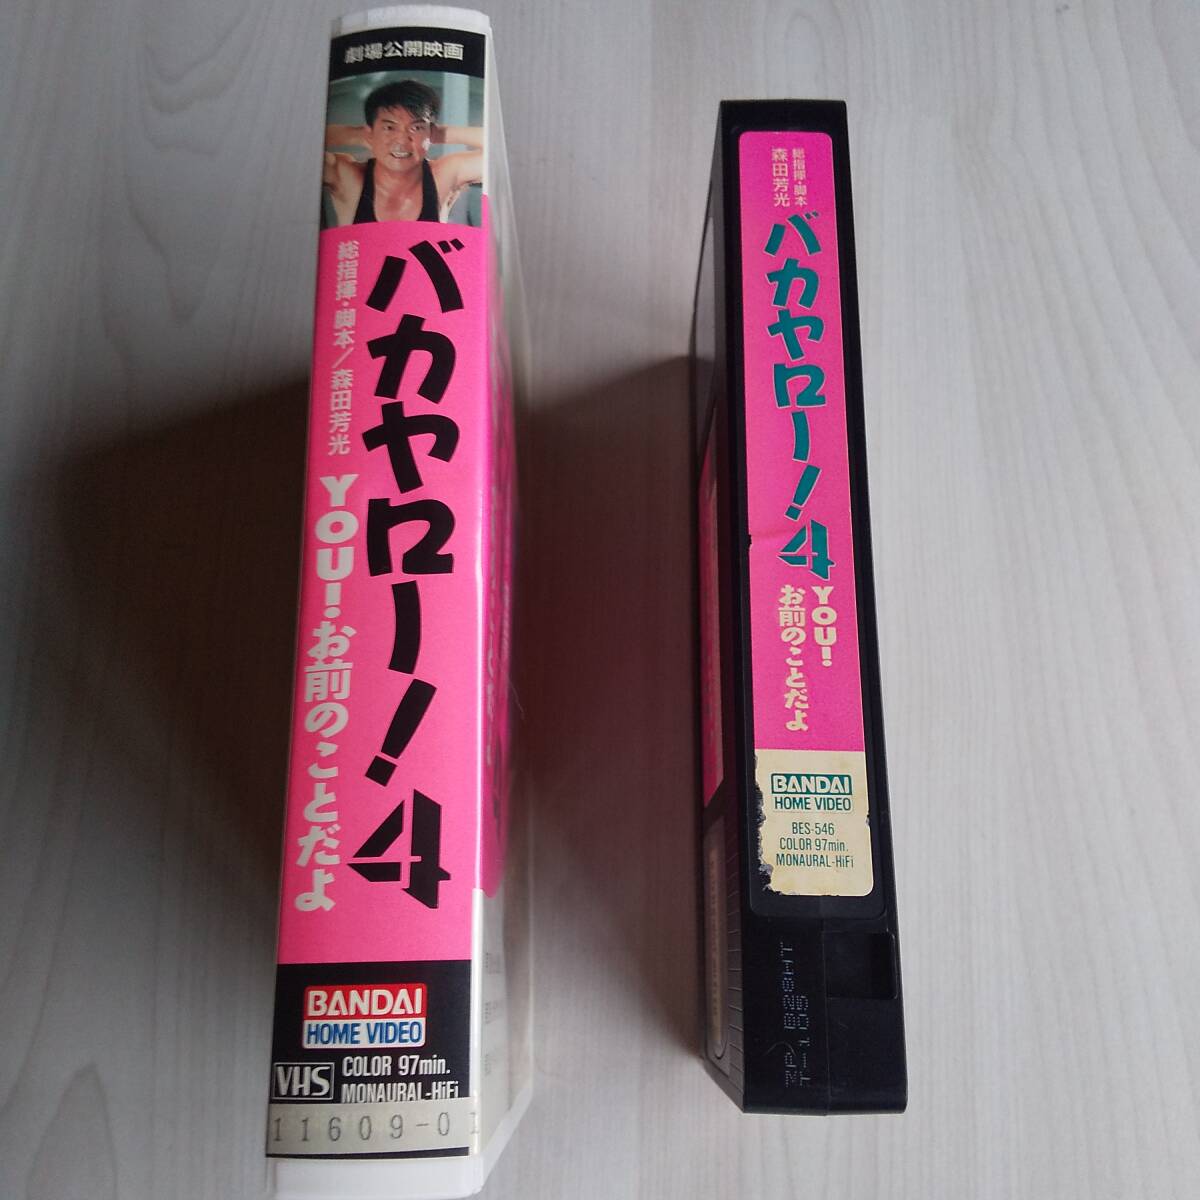 劇場公開映画
総指揮・脚本／森田芳光
バカヤロー!4
YOU!お前のことだよ
BANDAI
HOME VIDEO
VHS
COLOR 97min.
MONAURAL-HiFi
11609-01
総指揮・脚本
森田芳光
バカヤロー!4
YOU!
お前のことだよ
BANDAI
HOME VIDEO
BES-546
COLOR 97min.
MONAURAL-HiFi